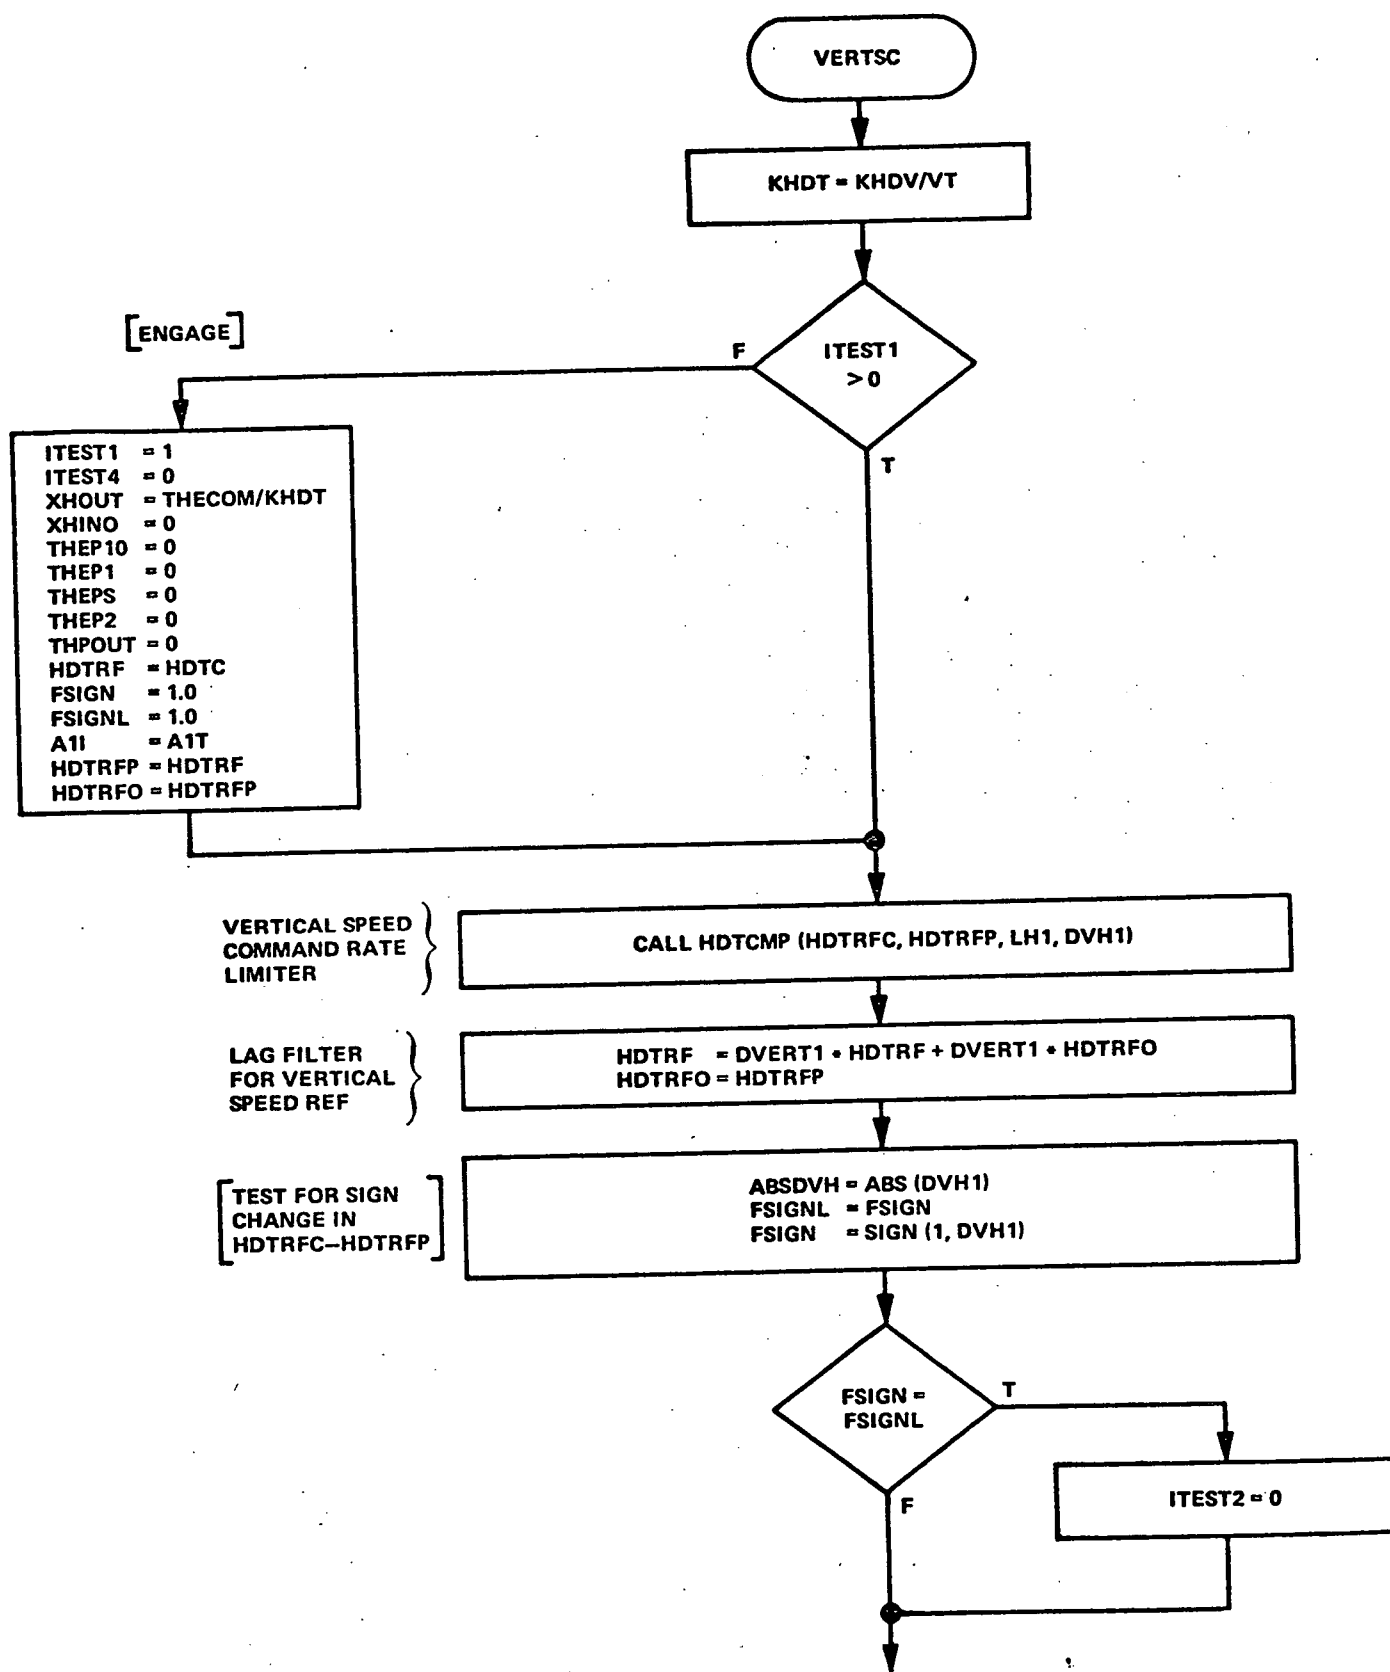 VERTSC
KHDT = KHDV/VT
[ENGAGE]
F
ITEST1
> 0
T
ITEST1 = 1
ITEST4 = 0
XHOUT = THECOM/KHDT
XHINO = 0
THEP10 = 0
THEP1 = 0
THEPS = 0
THEP2 = 0
THPOUT = 0
HDTRF = HDTC
FSIGN = 1.0
FSIGNL = 1.0
A1I = A1T
HDTRFP = HDTRF
HDTRFO = HDTRFP
VERTICAL SPEED
COMMAND RATE
LIMITER
CALL HDTCMP (HDTRFC, HDTRFP, LH1, DVH1)
LAG FILTER
FOR VERTICAL
SPEED REF
HDTRF = DVERT1 * HDTRF + DVERT1 * HDTRFO
HDTRFO = HDTRFP
TEST FOR SIGN
CHANGE IN
HDTRFC–HDTRFP
ABSDVH = ABS (DVH1)
FSIGNL = FSIGN
FSIGN = SIGN (1, DVH1)
FSIGN =
FSIGNL
T
F
ITEST2 = 0